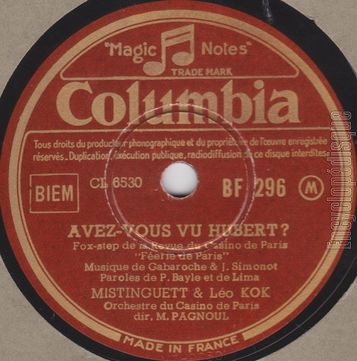 "Magic Notes"
TRADE MARK
Columbia
Tous droits du producteur phonographique et du propriétaire de l'œuvre enregistrée
réservés. Duplication, exécution publique, radiodiffusion de ce disque interdites
BIEM
CL 6530
BF 296
M
AVEZ-VOUS VU HUBERT?
Fox-step de la Revue du Casino de Paris
"Féerie de Paris"
Musique de Gabaroche & J. Simonot
Paroles de P. Bayle et de Lima
MISTINGUETT & Léo KOK
Orchestre du Casino de Paris
dir. M. PAGNOUL
MADE IN FRANCE